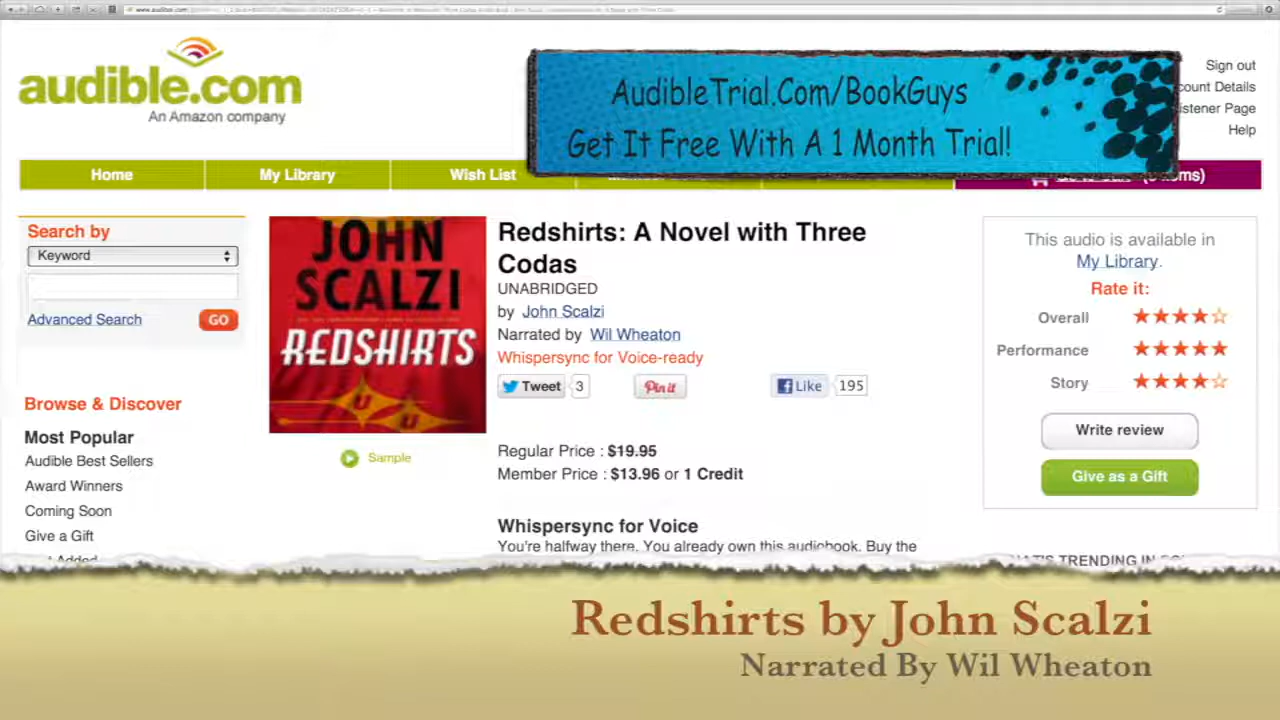 audible.com
An Amazon company
AudibleTrial.Com/BookGuys
Get It Free With A 1 Month Trial!
Sign out
count Details
istener Page
Help
Home
My Library
Wish List
Search by
Keyword
Advanced Search
GO
Browse & Discover
Most Popular
Audible Best Sellers
Award Winners
Coming Soon
Give a Gift
JOHN
SCALZI
REDSHIRTS
Sample
Redshirts: A Novel with Three
Codas
UNABRIDGED
by John Scalzi
Narrated by Wil Wheaton
Whispersync for Voice-ready
Tweet 3
Pin it
Like 195
Regular Price : $19.95
Member Price : $13.96 or 1 Credit
Whispersync for Voice
You're halfway there. You already own this audiobook. Buy the
This audio is available in
My Library.
Rate it:
Overall
Performance
Story
Write review
Give as a Gift
TRENDING IN
Redshirts by John Scalzi
Narrated By Wil Wheaton